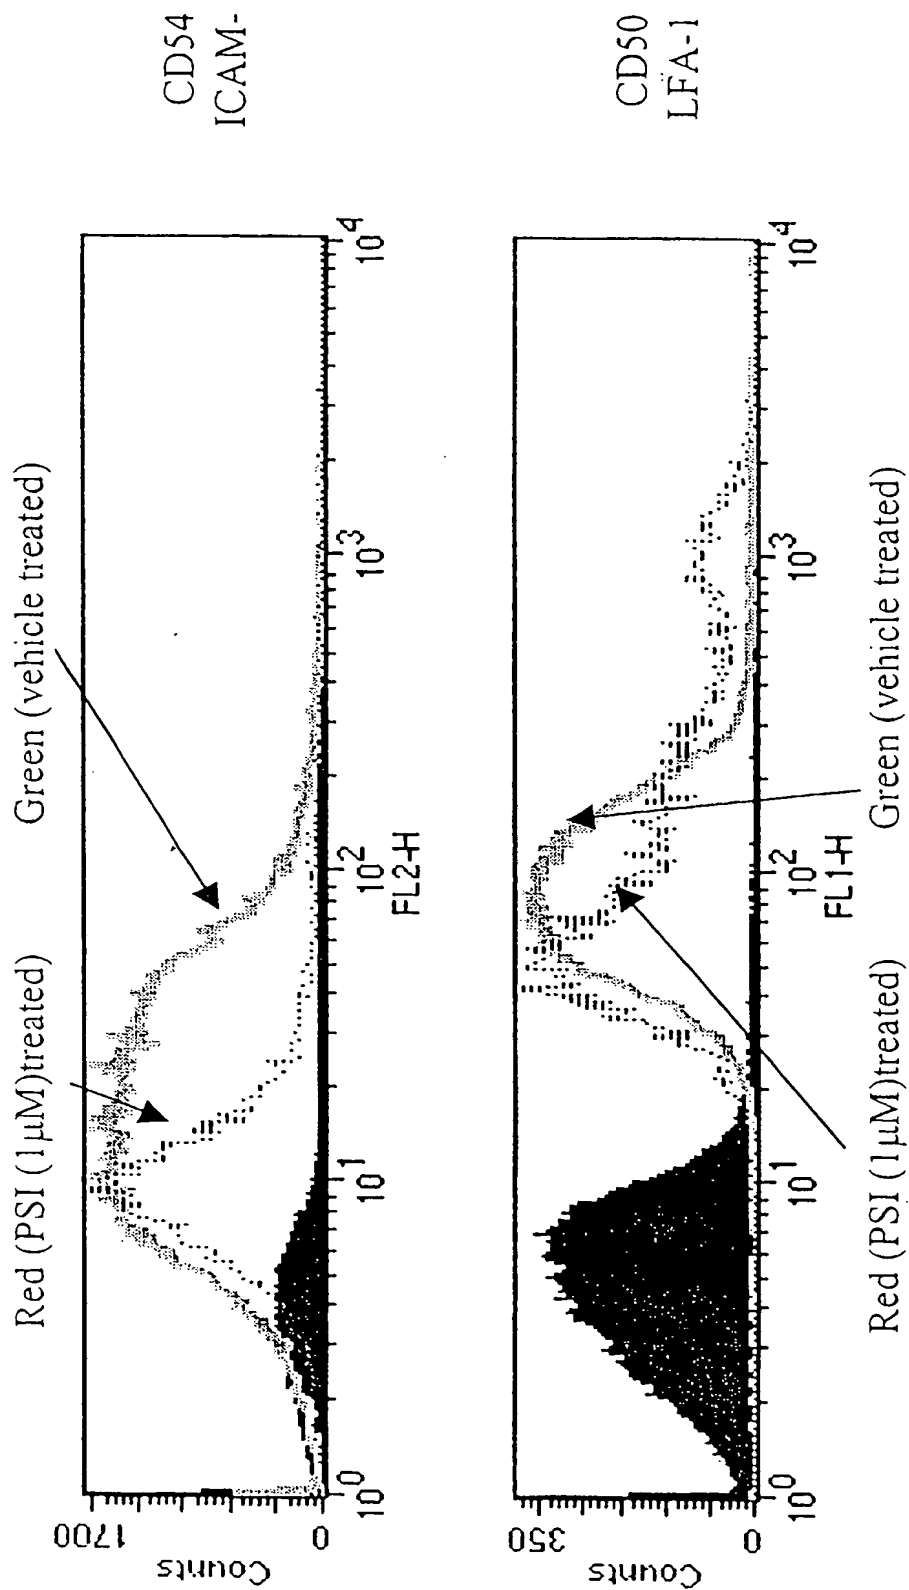 Red (PSI (1µM)treated)
Green (vehicle treated)
Counts
1700
0
10^0
10^1
10^2
10^3
10^4
FL2-H
CD54
ICAM-
Counts
350
0
10^0
10^1
10^2
10^3
10^4
FL1-H
CD50
LFA-1
Red (PSI (1µM)treated)
Green (vehicle treated)